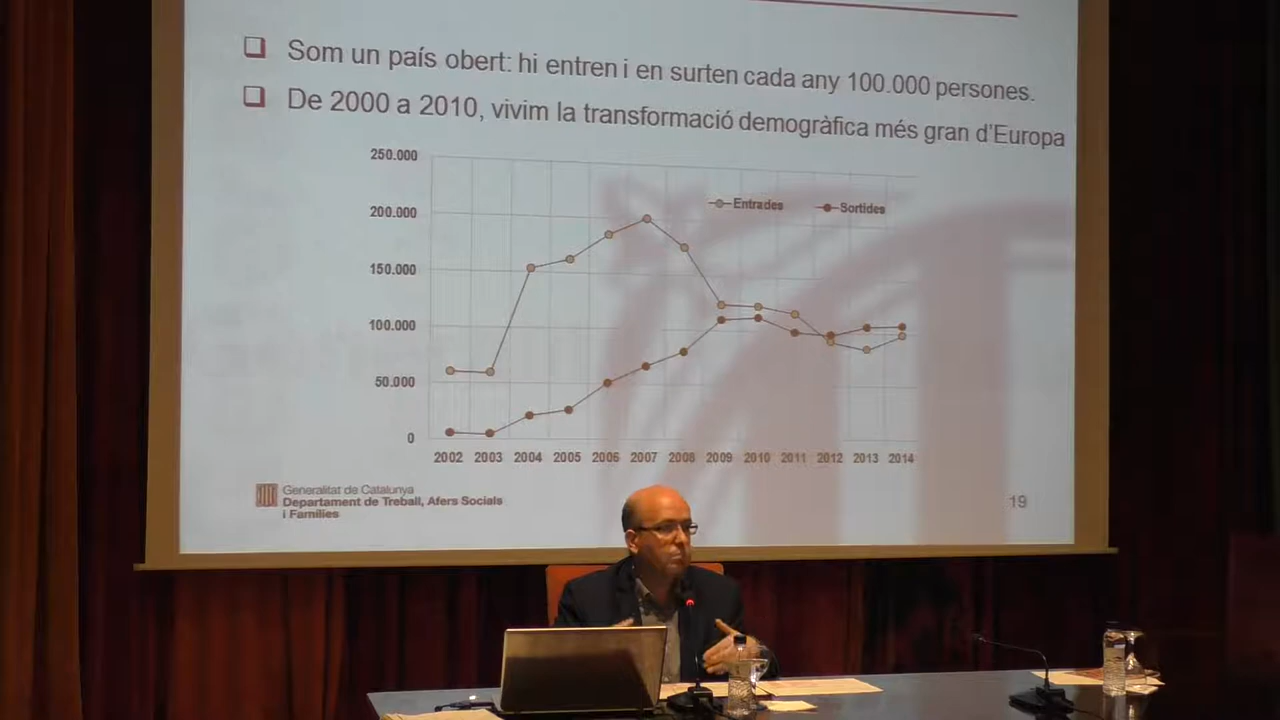 Som un país obert: hi entren i en surten cada any 100.000 persones.
De 2000 a 2010, vivim la transformació demogràfica més gran d'Europa
250.000
200.000
150.000
100.000
50.000
0
Entrades
Sortides
2002 2003 2004 2005 2006 2007 2008 2009 2010 2011 2012 2013 2014
Generalitat de Catalunya
Departament de Treball, Afers Socials
i Famílies
19